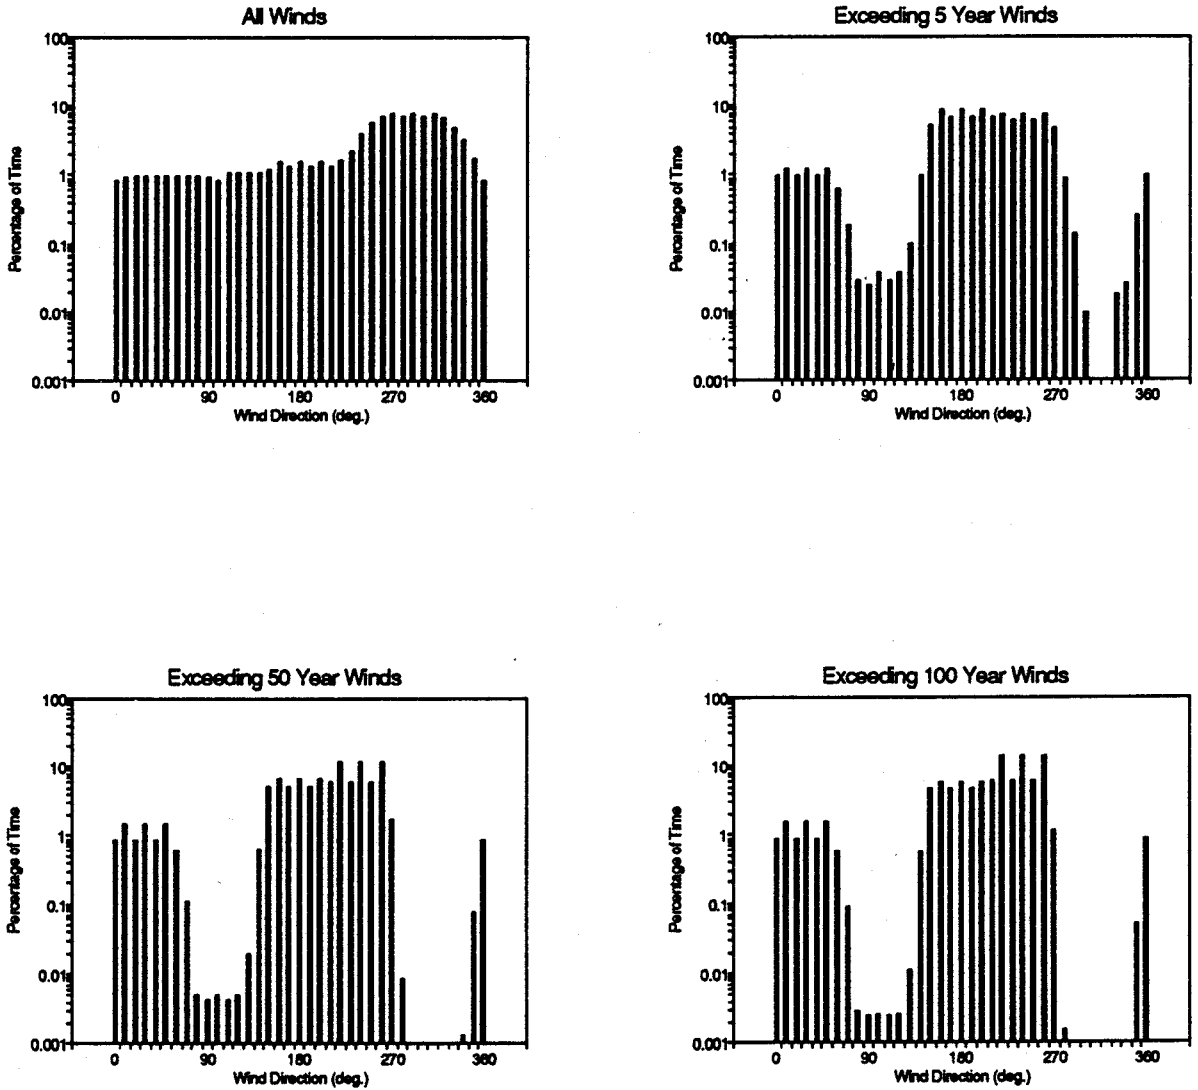 All Winds
100
10
1
0.1
0.01
0.001
Percentage of Time
0 90 180 270 360
Wind Direction (deg.)
Exceeding 5 Year Winds
100
10
1
0.1
0.01
0.001
Percentage of Time
0 90 180 270 360
Wind Direction (deg.)
Exceeding 50 Year Winds
100
10
1
0.1
0.01
0.001
Percentage of Time
0 90 180 270 360
Wind Direction (deg.)
Exceeding 100 Year Winds
100
10
1
0.1
0.01
0.001
Percentage of Time
0 90 180 270 360
Wind Direction (deg.)